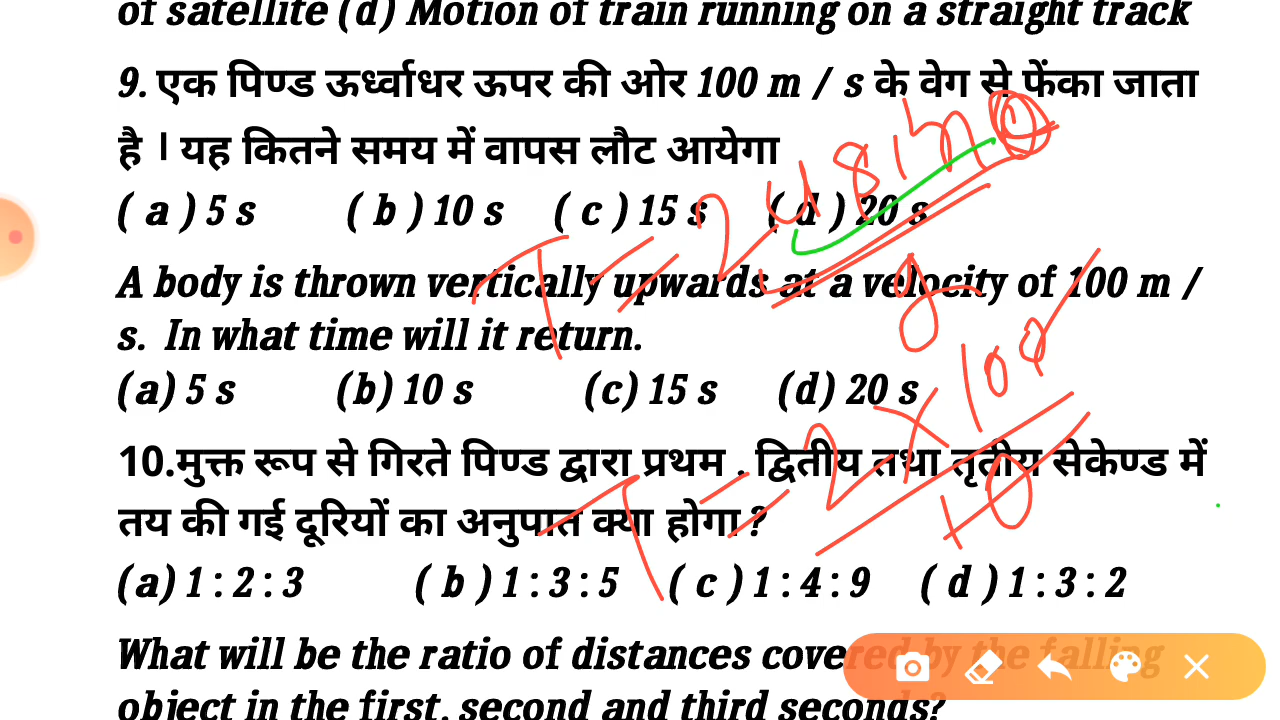 of satellite (d) Motion of train running on a straight track
9. एक पिण्ड ऊर्ध्वाधर ऊपर की ओर 100 m / s के वेग से फेंका जाता
है । यह कितने समय में वापस लौट आयेगा
( a ) 5 s ( b ) 10 s ( c ) 15 s ( d ) 20 s
T = 2usinθ
g
A body is thrown vertically upwards at a velocity of 100 m /
s. In what time will it return.
(a) 5 s (b) 10 s (c) 15 s (d) 20 s
T = 2 × 100
10
10.मुक्त रूप से गिरते पिण्ड द्वारा प्रथम . द्वितीय तथा तृतीय सेकेण्ड में
तय की गई दूरियों का अनुपात क्या होगा ?
(a) 1 : 2 : 3 ( b ) 1 : 3 : 5 ( c ) 1 : 4 : 9 ( d ) 1 : 3 : 2
What will be the ratio of distances covered by the falling
object in the first, second and third seconds?